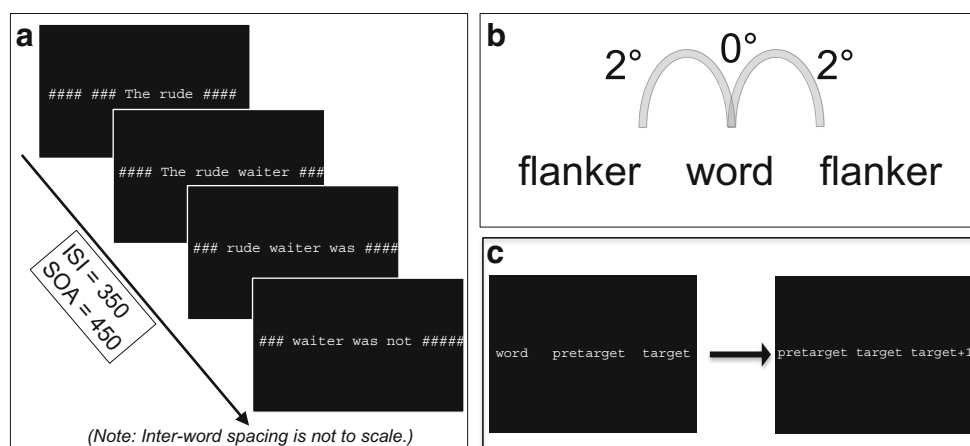 a
#### ### The rude ####
#### The rude waiter ###
### rude waiter was ####
### waiter was not #####
ISI = 350
SOA = 450
(Note: Inter-word spacing is not to scale.)
b
2° 0° 2°
flanker word flanker
c
word pretarget target
pretarget target target+1